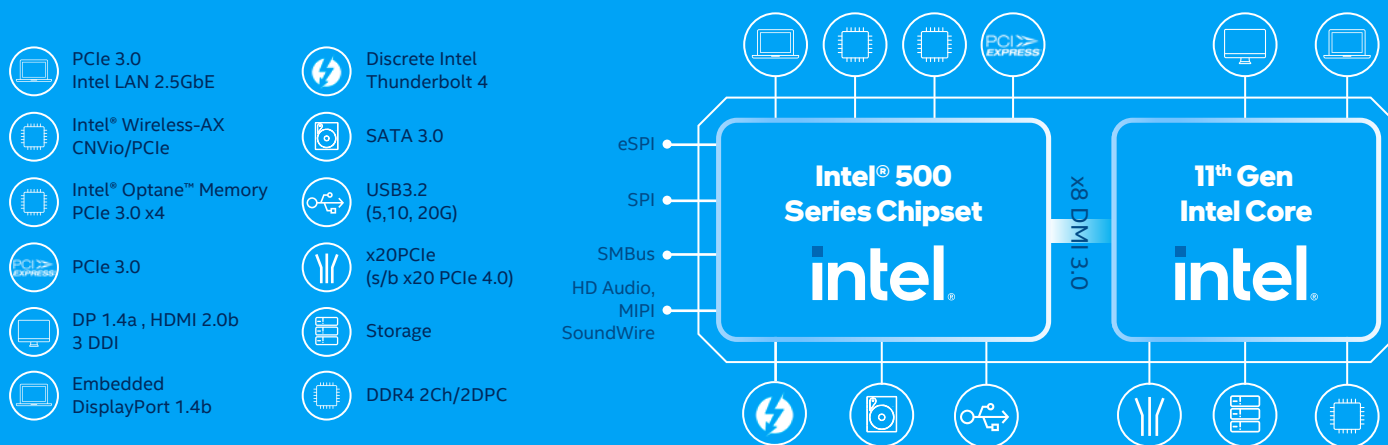 PCIe 3.0
Intel LAN 2.5GbE
Intel® Wireless-AX
CNVio/PCIe
Intel® Optane™ Memory
PCIe 3.0 x4
PCI
EXPRESS
PCIe 3.0
DP 1.4a , HDMI 2.0b
3 DDI
Embedded
DisplayPort 1.4b
Discrete Intel
Thunderbolt 4
SATA 3.0
USB3.2
(5,10, 20G)
x20PCIe
(s/b x20 PCIe 4.0)
Storage
DDR4 2Ch/2DPC
PCI
EXPRESS
eSPI
SPI
SMBus
HD Audio,
MIPI
SoundWire
Intel® 500
Series Chipset
intel®
x8 DMI 3.0
11th Gen
Intel Core
intel®